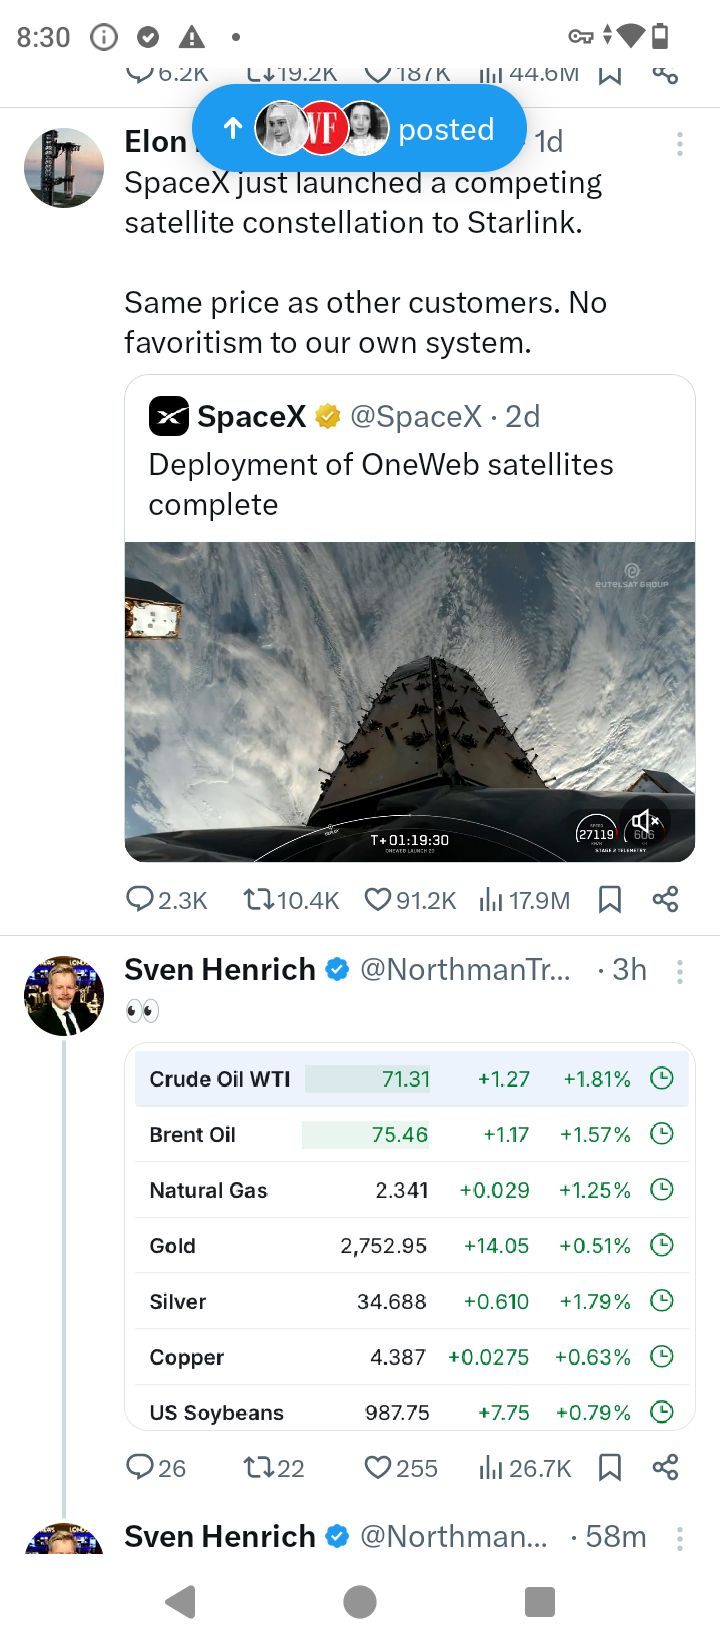 8:30
6.2K 19.2K 187K 44.6M
posted
Elon · 1d
SpaceX just launched a competing
satellite constellation to Starlink.
Same price as other customers. No
favoritism to our own system.
SpaceX @SpaceX · 2d
Deployment of OneWeb satellites
complete
EUTELSAT GROUP
T+01:19:30
ONEWEB LAUNCH 20
SPEED
27119
KM/H
606
STAGE 2 TELEMETRY
2.3K 10.4K 91.2K 17.9M
Sven Henrich @NorthmanTr... · 3h
👀
Crude Oil WTI 71.31 +1.27 +1.81%
Brent Oil 75.46 +1.17 +1.57%
Natural Gas 2.341 +0.029 +1.25%
Gold 2,752.95 +14.05 +0.51%
Silver 34.688 +0.610 +1.79%
Copper 4.387 +0.0275 +0.63%
US Soybeans 987.75 +7.75 +0.79%
26 22 255 26.7K
Sven Henrich @Northman... · 58m